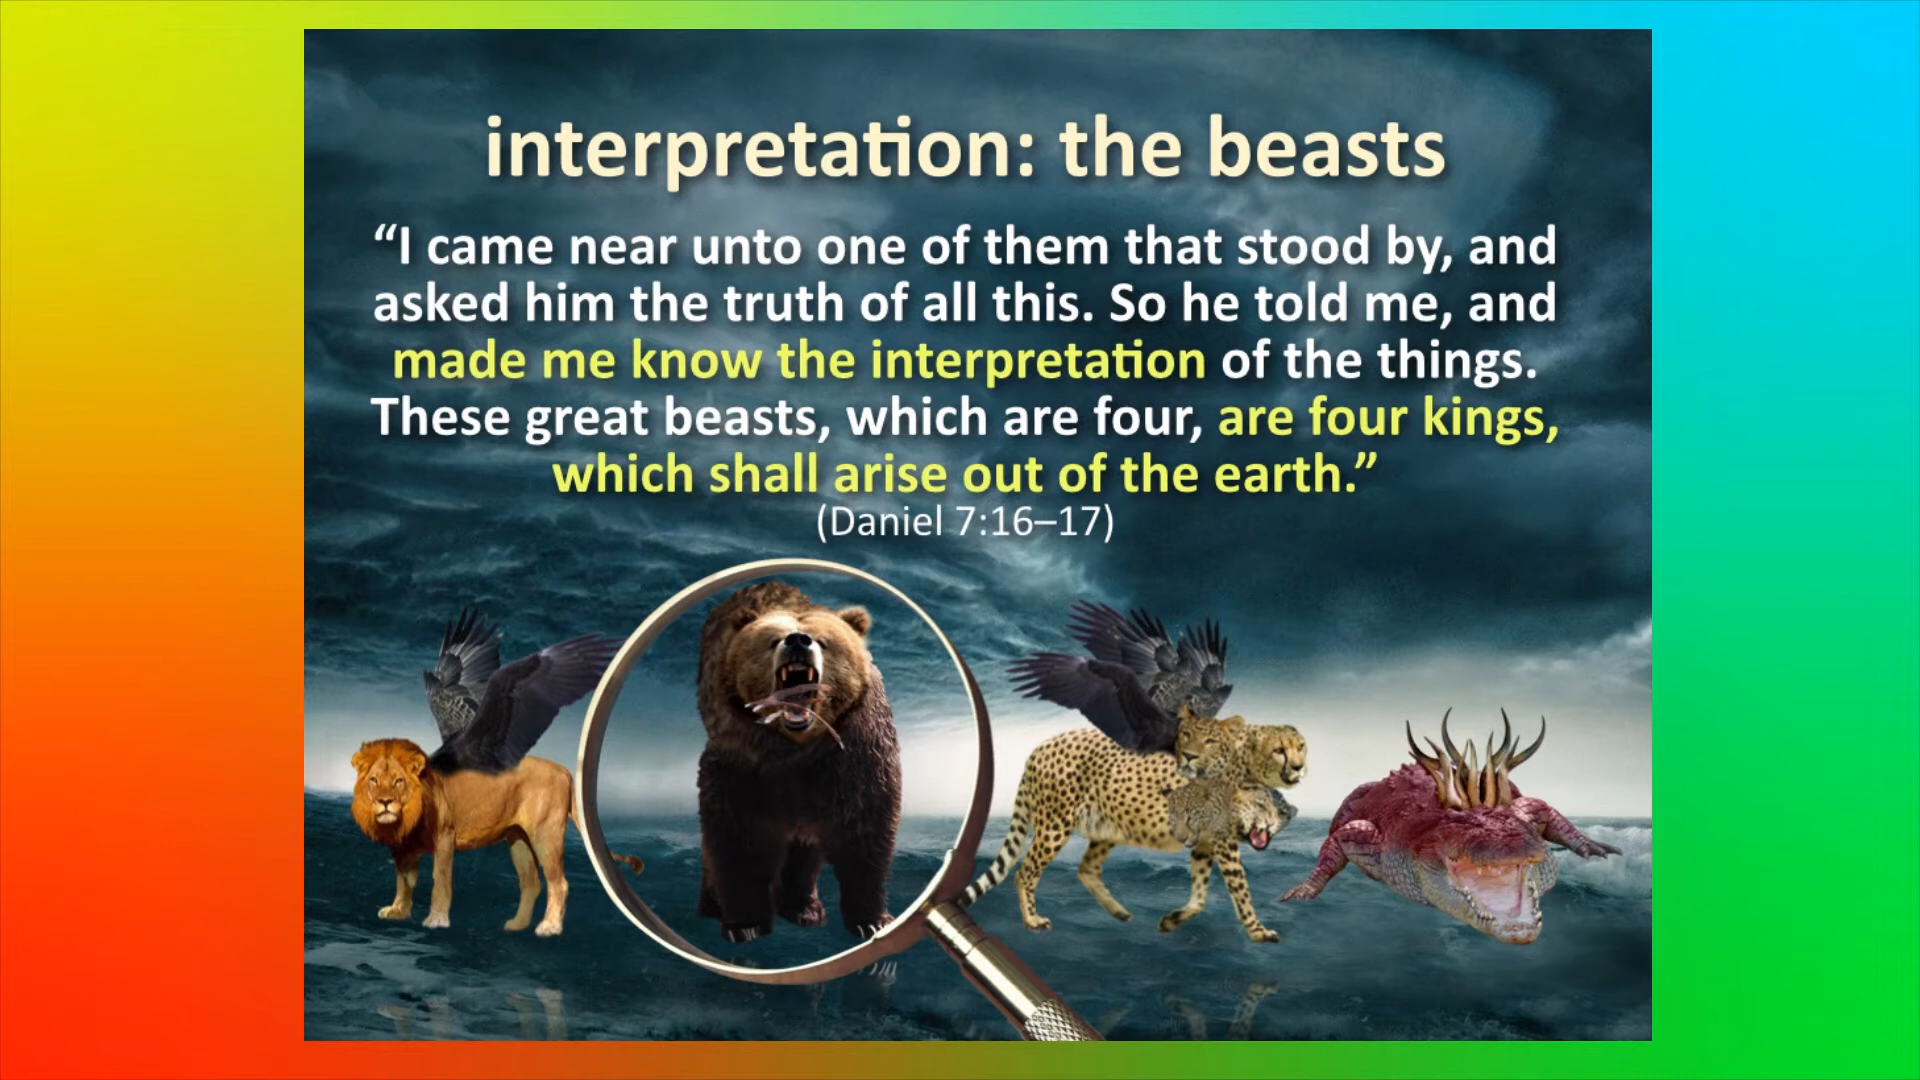 interpretation: the beasts
“I came near unto one of them that stood by, and
asked him the truth of all this. So he told me, and
made me know the interpretation of the things.
These great beasts, which are four, are four kings,
which shall arise out of the earth.”
(Daniel 7:16–17)